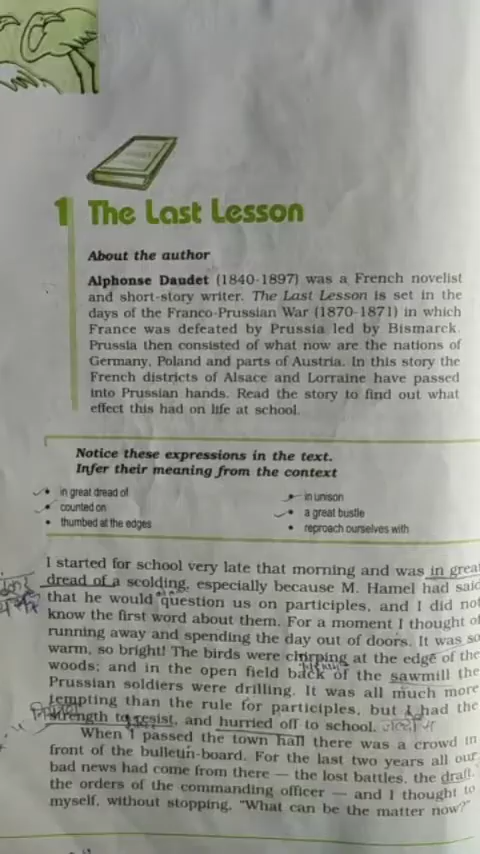 1 The Last Lesson
About the author
Alphonse Daudet (1840-1897) was a French novelist
and short-story writer. The Last Lesson is set in the
days of the Franco-Prussian War (1870-1871) in which
France was defeated by Prussia led by Bismarck.
Prussia then consisted of what now are the nations of
Germany, Poland and parts of Austria. In this story the
French districts of Alsace and Lorraine have passed
into Prussian hands. Read the story to find out what
effect this had on life at school.
Notice these expressions in the text.
Infer their meaning from the context
• in great dread of
• counted on
• thumbed at the edges
• in unison
• a great bustle
• reproach ourselves with
I started for school very late that morning and was in great
dread of a scolding, especially because M. Hamel had said
that he would question us on participles, and I did not
know the first word about them. For a moment I thought of
running away and spending the day out of doors. It was so
warm, so bright! The birds were chirping at the edge of the
woods; and in the open field back of the sawmill the
Prussian soldiers were drilling. It was all much more
tempting than the rule for participles, but I had the
strength to resist, and hurried off to school.
When I passed the town hall there was a crowd in
front of the bulletin-board. For the last two years all our
bad news had come from there — the lost battles, the draft,
the orders of the commanding officer — and I thought to
myself, without stopping, "What can be the matter now?"